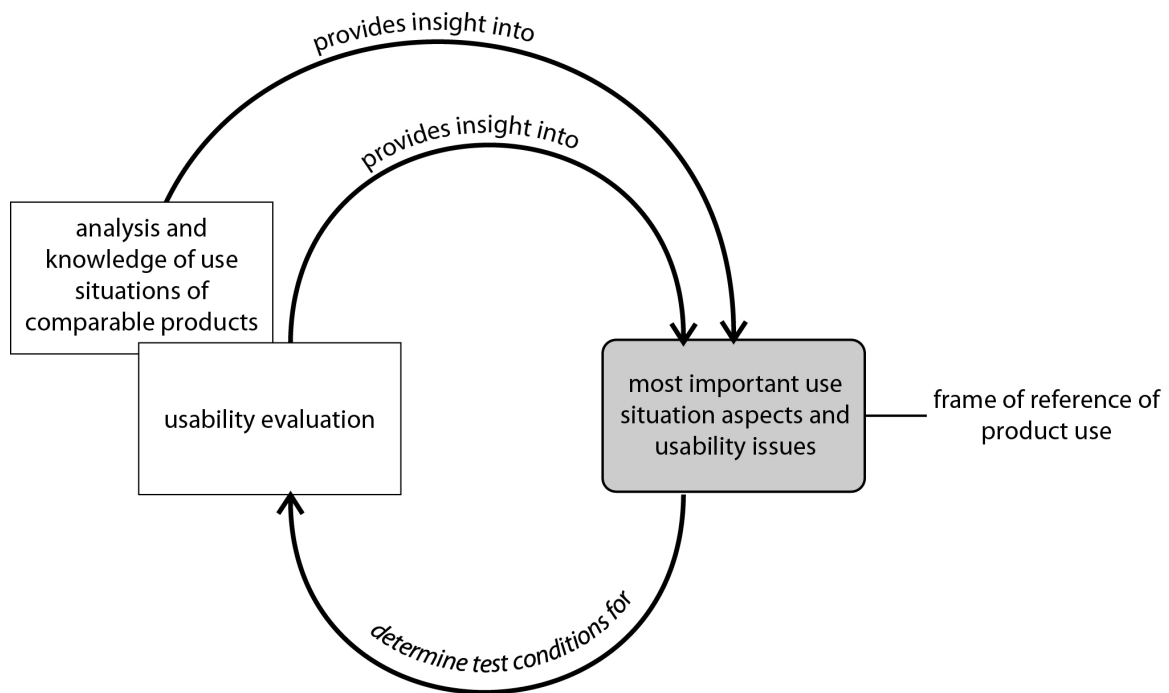 provides insight into
provides insight into
analysis and
knowledge of use
situations of
comparable products
usability evaluation
most important use
situation aspects and
usability issues
frame of reference of
product use
determine test conditions for